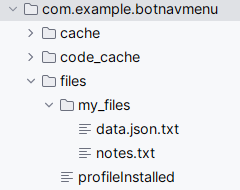 com.example.botnavmenu
cache
code_cache
files
my_files
data.json.txt
notes.txt
profileInstalled